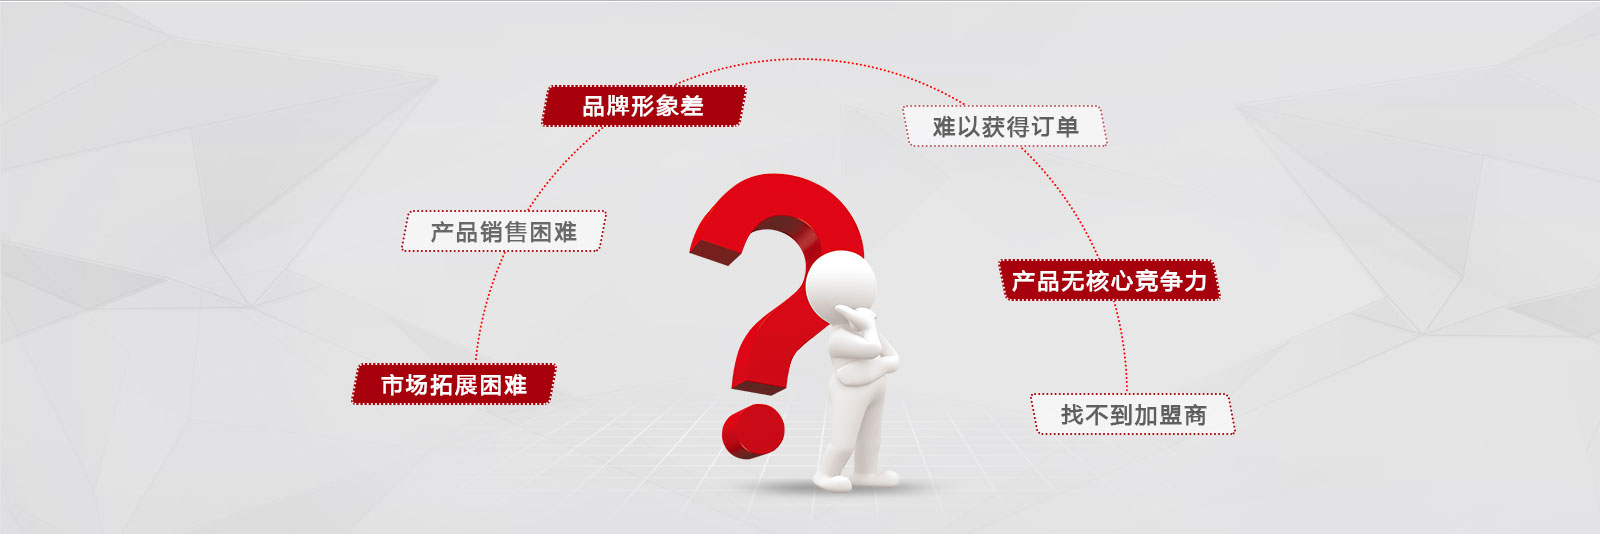 品牌形象差
难以获得订单
产品销售困难
产品无核心竞争力
市场拓展困难
找不到加盟商